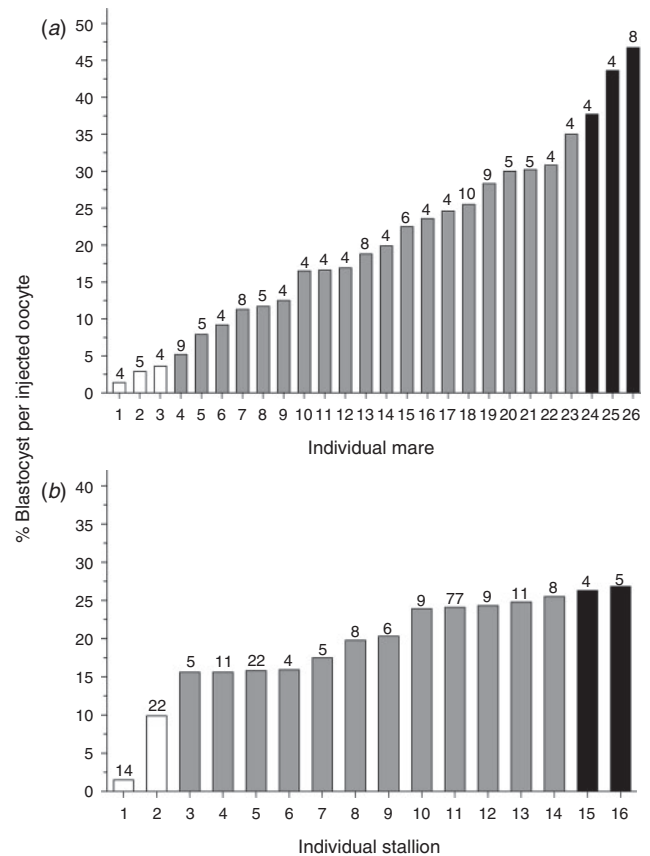 (a)
50
45
40
35
30
25
20
15
10
5
0
4 5 4 9 5 4 8 5 4 4 4 4 8 4 6 4 4 10 9 5 5 4 4 4 4 8
1 2 3 4 5 6 7 8 9 10 11 12 13 14 15 16 17 18 19 20 21 22 23 24 25 26
Individual mare
% Blastocyst per injected oocyte
(b)
40
35
30
25
20
15
10
5
0
14 22 5 11 22 4 5 8 6 9 77 9 11 8 4 5
1 2 3 4 5 6 7 8 9 10 11 12 13 14 15 16
Individual stallion